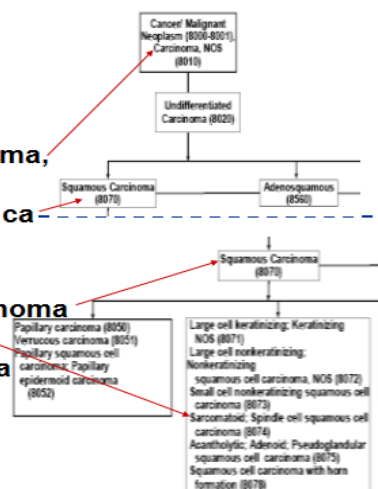 Cancer/ Malignant
Neoplasm (8000-8001),
Carcinoma, NOS
(8010)
Undifferentiated
Carcinoma (8020)
ma,
Squamous Carcinoma
(8070)
Adenosquamous
(8560)
ca
Squamous Carcinoma
(8070)
noma
Papillary carcinoma (8050)
Verrucous carcinoma (8051)
Papillary squamous cell
carcinoma; Papillary
epidermoid carcinoma
(8052)
a
Large cell keratinizing; Keratinizing
NOS (8071)
Large cell nonkeratinizing;
Nonkeratinizing
squamous cell carcinoma, NOS (8072)
Small cell nonkeratinizing squamous cell
carcinoma (8073)
Sarcomatoid; Spindle cell squamous cell
carcinoma (8074)
Acantholytic; Adenoid; Pseudoglandular
squamous cell carcinoma (8075)
Squamous cell carcinoma with horn
formation (8078)